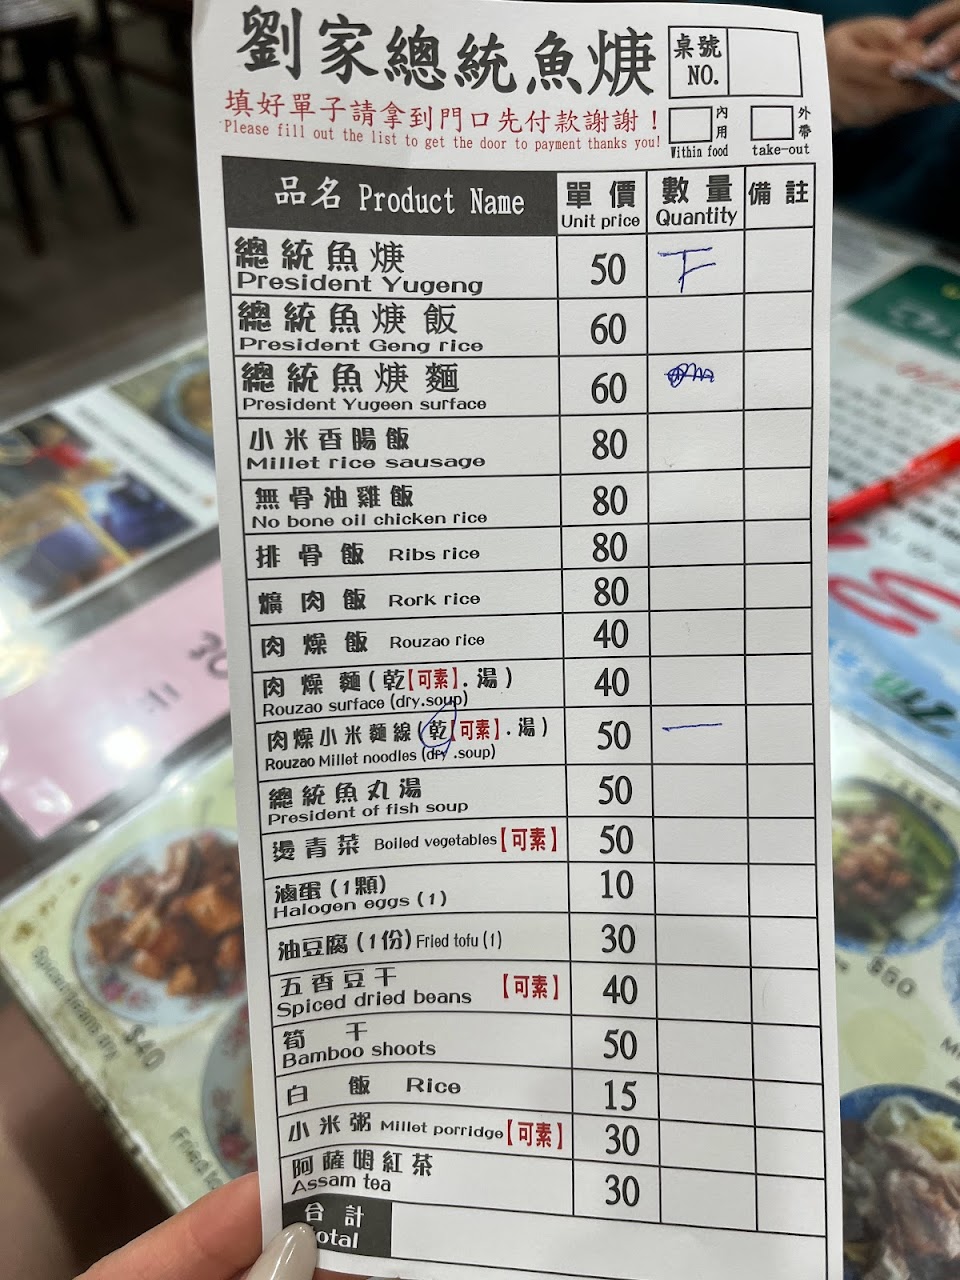 劉家總統魚焿
桌號
NO.
填好單子請拿到門口先付款謝謝！
Please fill out the list to get the door to payment thanks you!
內用
Within food
外帶
take-out
品名 Product Name
單價
Unit price
數量
Quantity
備註
總統魚焿
President Yugeng
50
總統魚焿飯
President Geng rice
60
總統魚焿麵
President Yugeen surface
60
小米香腸飯
Millet rice sausage
80
無骨油雞飯
No bone oil chicken rice
80
排骨飯 Ribs rice
80
爌肉飯 Rork rice
80
肉燥飯 Rouzao rice
40
肉燥麵(乾【可素】.湯)
Rouzao surface (dry.soup)
40
肉燥小米麵線(乾【可素】.湯)
Rouzao Millet noodles (dry .soup)
50
一
總統魚丸湯
President of fish soup
50
燙青菜 Boiled vegetables【可素】
50
滷蛋(1顆)
Halogen eggs (1)
10
油豆腐(1份) Fried tofu (1)
30
五香豆干
Spiced dried beans 【可素】
40
筍干
Bamboo shoots
50
白飯 Rice
15
小米粥 Millet porridge【可素】
30
阿薩姆紅茶
Assam tea
30
合計
Total
$40
$60